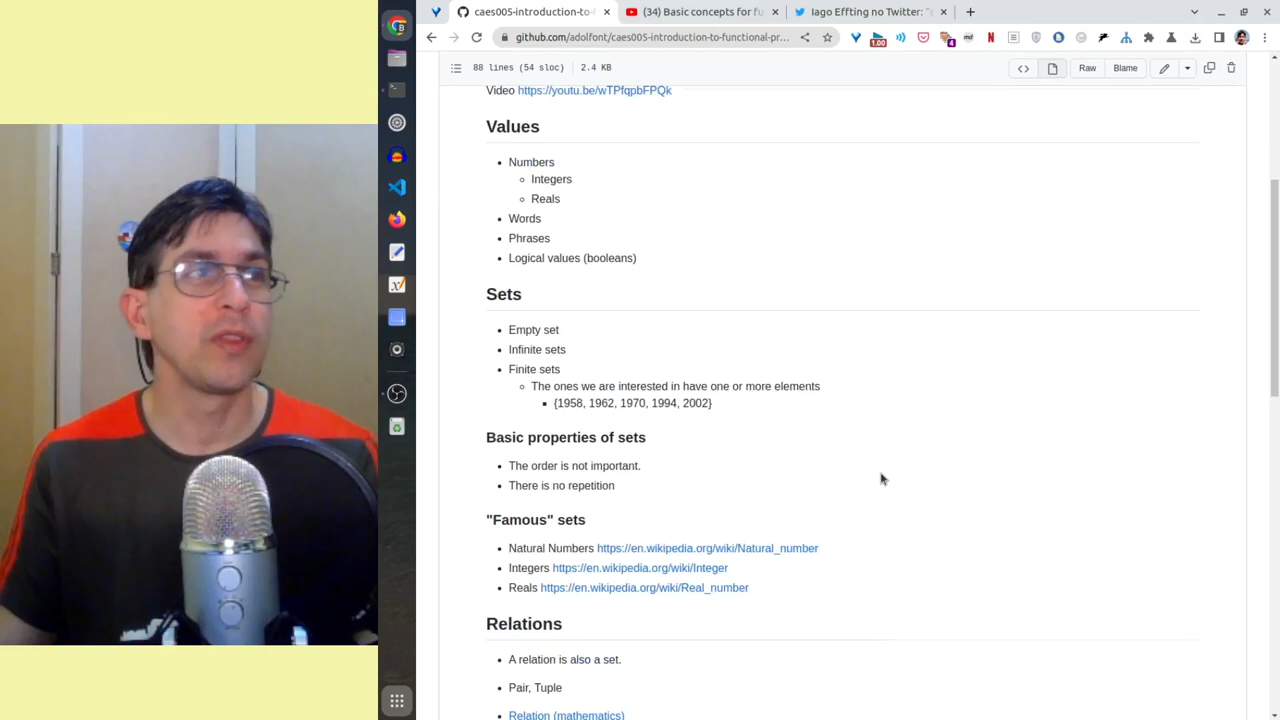 caes005-introduction-to-f
(34) Basic concepts for fu
Iago Effting no Twitter: "
github.com/adolfont/caes005-introduction-to-functional-pr...
1.00
4
88 lines (54 sloc) 2.4 KB
Raw
Blame
Video https://youtu.be/wTPfqpbFPQk
Values
Numbers
Integers
Reals
Words
Phrases
Logical values (booleans)
Sets
Empty set
Infinite sets
Finite sets
The ones we are interested in have one or more elements
{1958, 1962, 1970, 1994, 2002}
Basic properties of sets
The order is not important.
There is no repetition
"Famous" sets
Natural Numbers https://en.wikipedia.org/wiki/Natural_number
Integers https://en.wikipedia.org/wiki/Integer
Reals https://en.wikipedia.org/wiki/Real_number
Relations
A relation is also a set.
Pair, Tuple
Relation (mathematics)